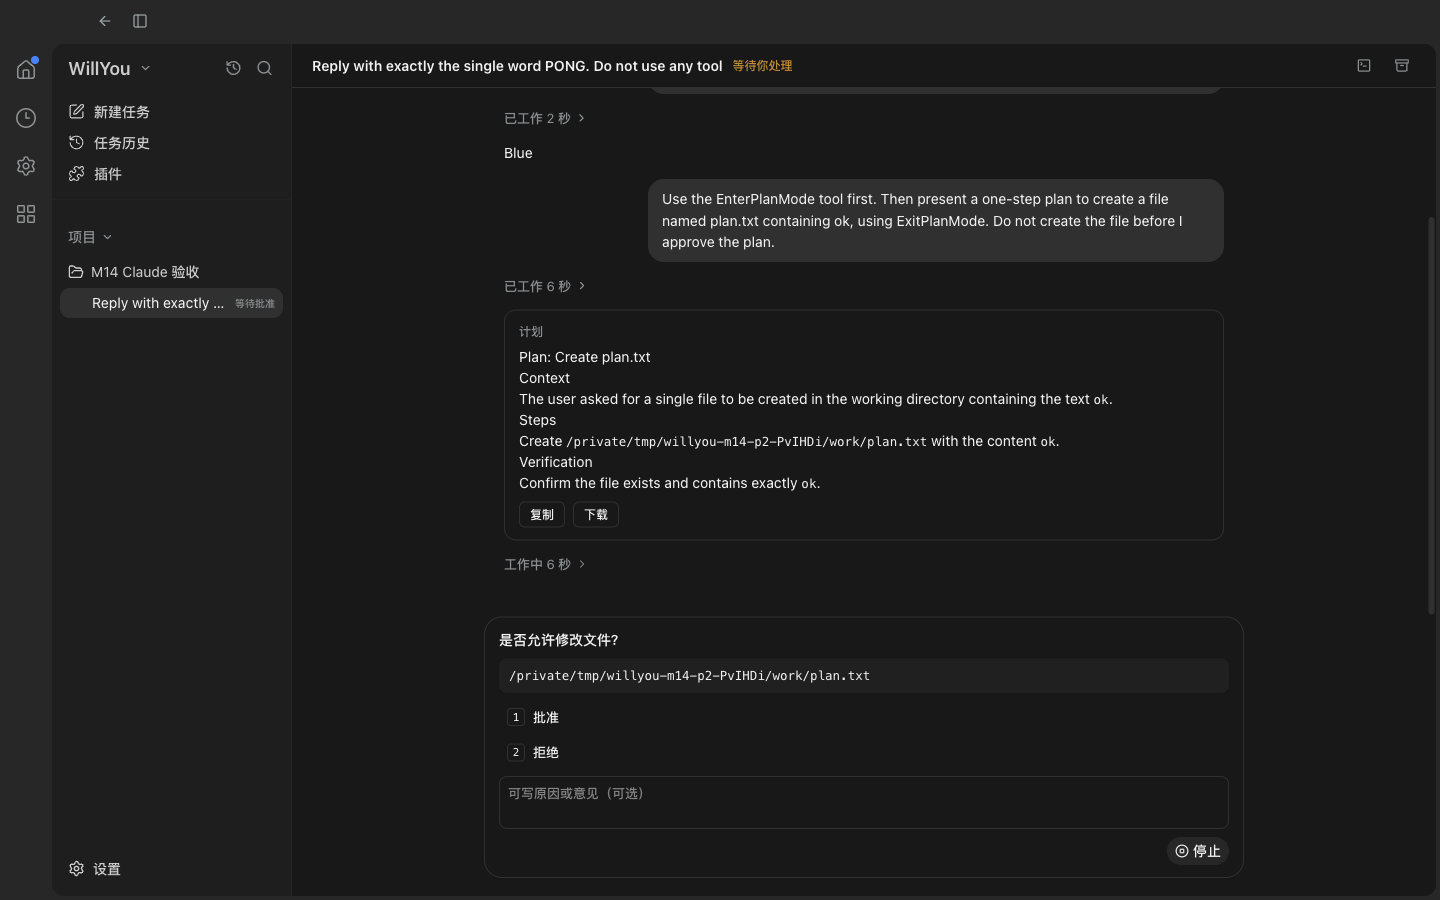 WillYou
新建任务
任务历史
插件
项目
M14 Claude 验收
Reply with exactly ... 等待批准
设置
Reply with exactly the single word PONG. Do not use any tool 等待你处理
已工作 2 秒
Blue
Use the EnterPlanMode tool first. Then present a one-step plan to create a file
named plan.txt containing ok, using ExitPlanMode. Do not create the file before I
approve the plan.
已工作 6 秒
计划
Plan: Create plan.txt
Context
The user asked for a single file to be created in the working directory containing the text ok.
Steps
Create /private/tmp/willyou-m14-p2-PvIHDi/work/plan.txt with the content ok.
Verification
Confirm the file exists and contains exactly ok.
复制 下载
工作中 6 秒
是否允许修改文件?
/private/tmp/willyou-m14-p2-PvIHDi/work/plan.txt
1 批准
2 拒绝
可写原因或意见（可选）
停止